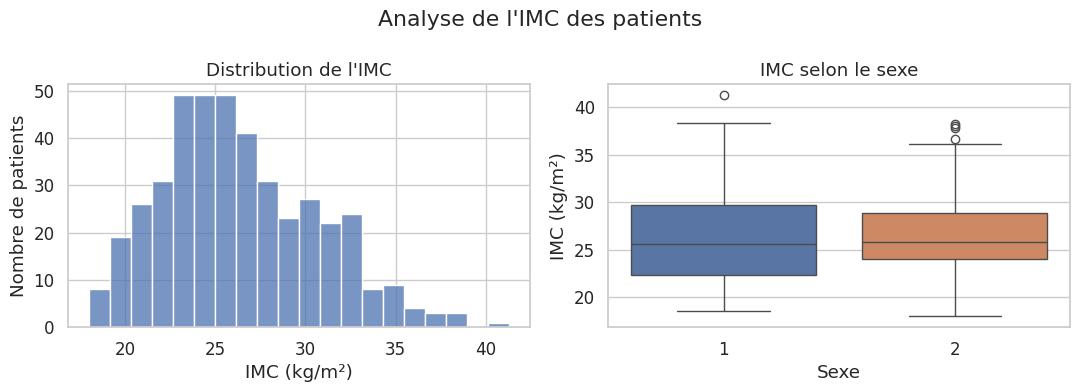 Analyse de l'IMC des patients
Distribution de l'IMC
Nombre de patients
50
40
30
20
10
0
20
25
30
35
40
IMC (kg/m²)
IMC selon le sexe
IMC (kg/m²)
40
35
30
25
20
1
2
Sexe